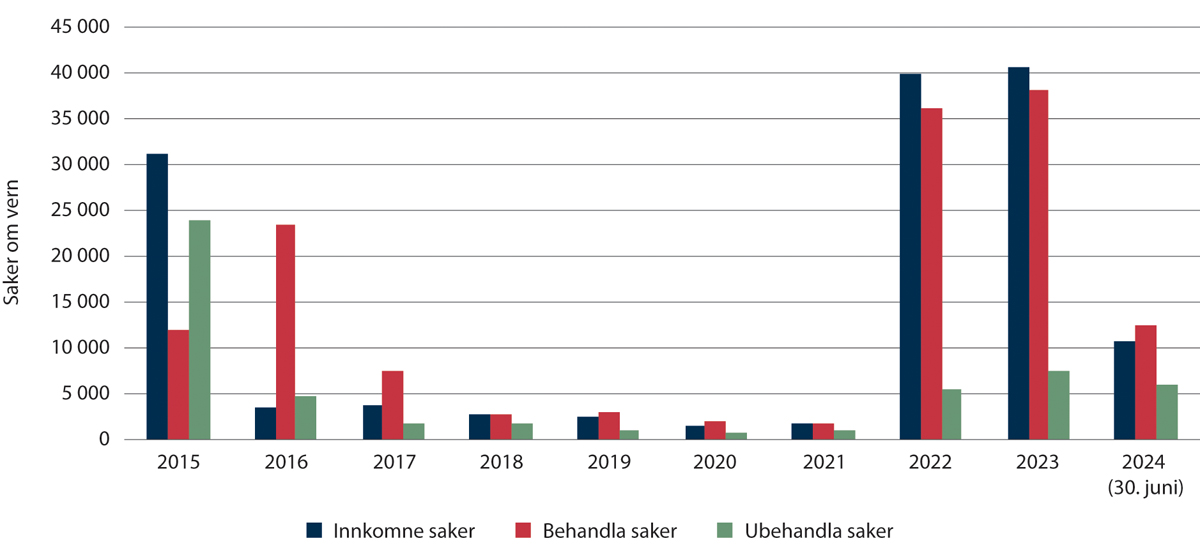 45 000
40 000
35 000
30 000
25 000
20 000
15 000
10 000
5 000
0
Saker om vern
2015 2016 2017 2018 2019 2020 2021 2022 2023 2024
(30. juni)
Innkomne saker Behandla saker Ubehandla saker